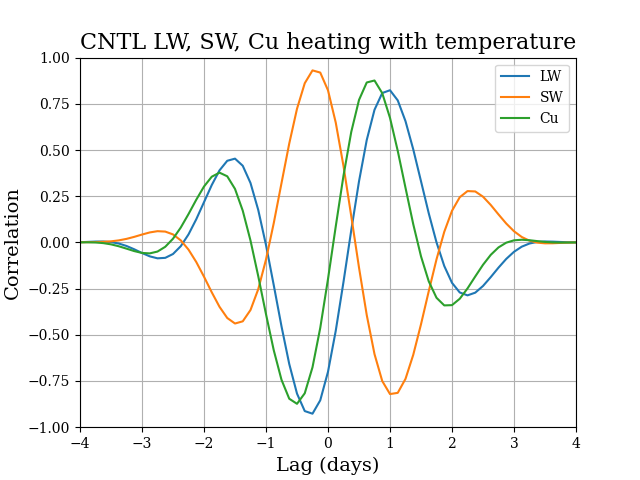 CNTL LW, SW, Cu heating with temperature
1.00
0.75
0.50
0.25
0.00
−0.25
−0.50
−0.75
−1.00
Correlation
LW
SW
Cu
−4 −3 −2 −1 0 1 2 3 4
Lag (days)